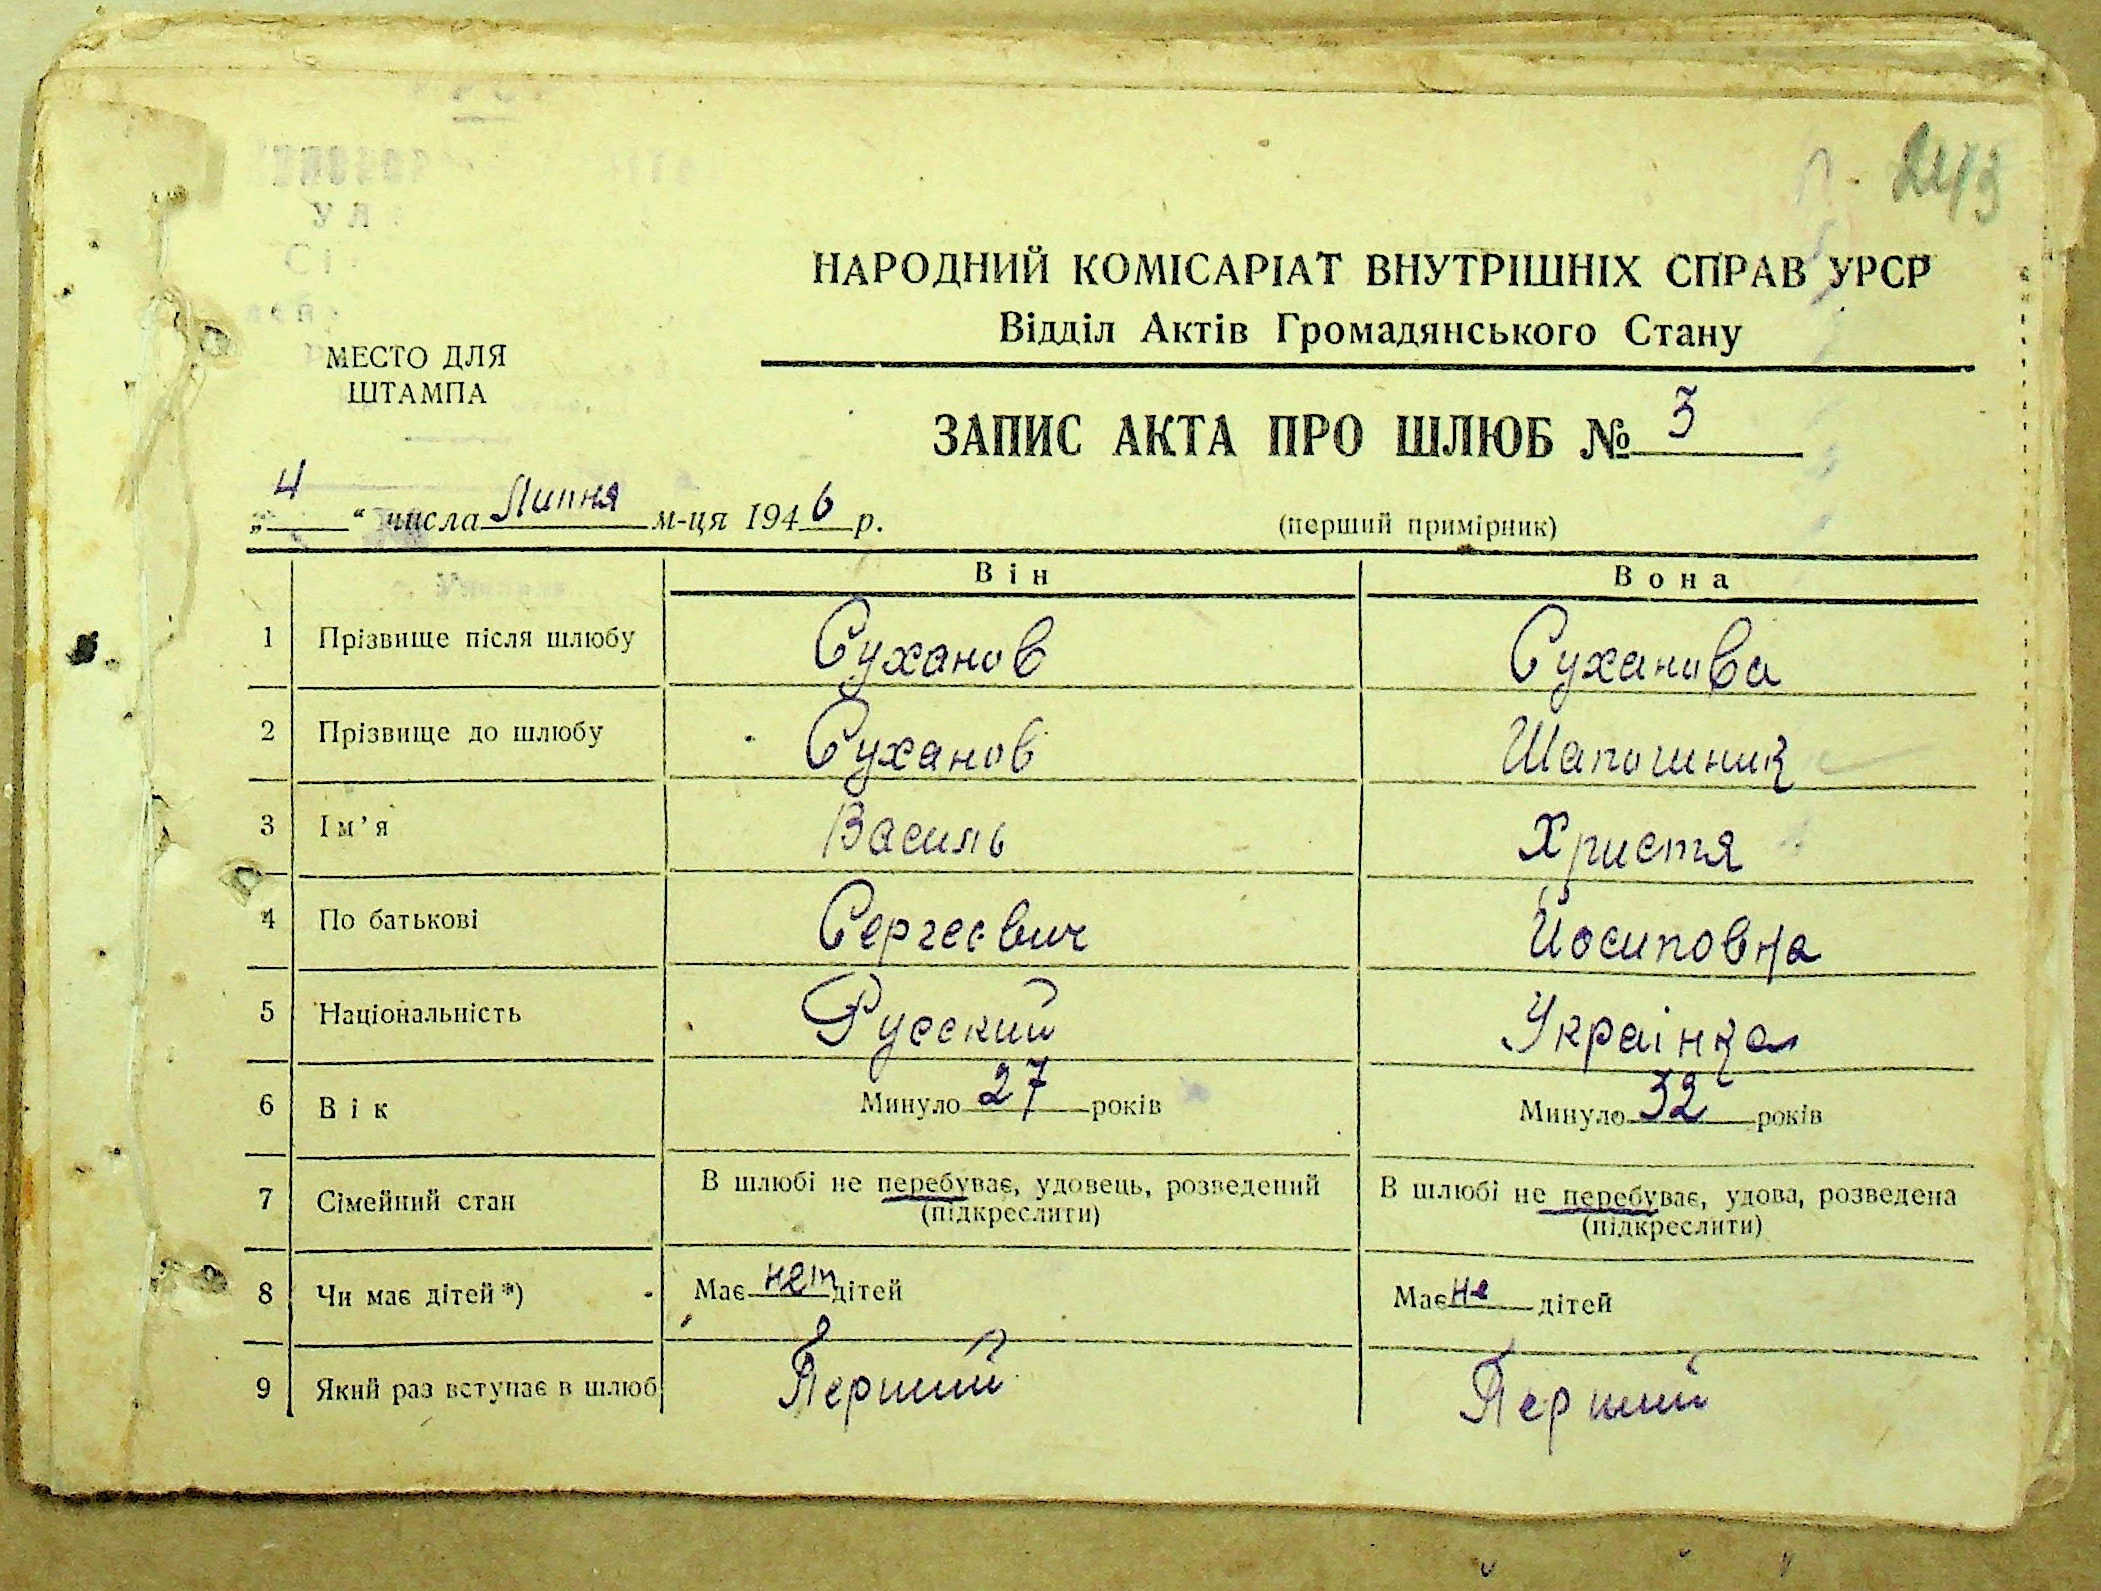 243
НАРОДНИЙ КОМІСАРІАТ ВНУТРІШНІХ СПРАВ УРСР
Відділ Актів Громадянського Стану
МЕСТО ДЛЯ
ШТАМПА
ЗАПИС АКТА ПРО ШЛЮБ № 3
„4“ числа Липня м-ця 1946 р.
(перший примірник)
Він Вона
1 Прізвище після шлюбу Суханов Суханова
2 Прізвище до шлюбу Суханов Шапошник
3 Ім’я Василь Христя
4 По батькові Сергеевич Йосиповна
5 Національність Русский Українка
6 Вік Минуло 27 років Минуло 32 років
7 Сімейний стан В шлюбі не перебуває, удовець, розведений В шлюбі не перебуває, удова, розведена
(підкреслити) (підкреслити)
8 Чи має дітей *) Має нет дітей Має не дітей
9 Який раз вступає в шлюб Перший Перший